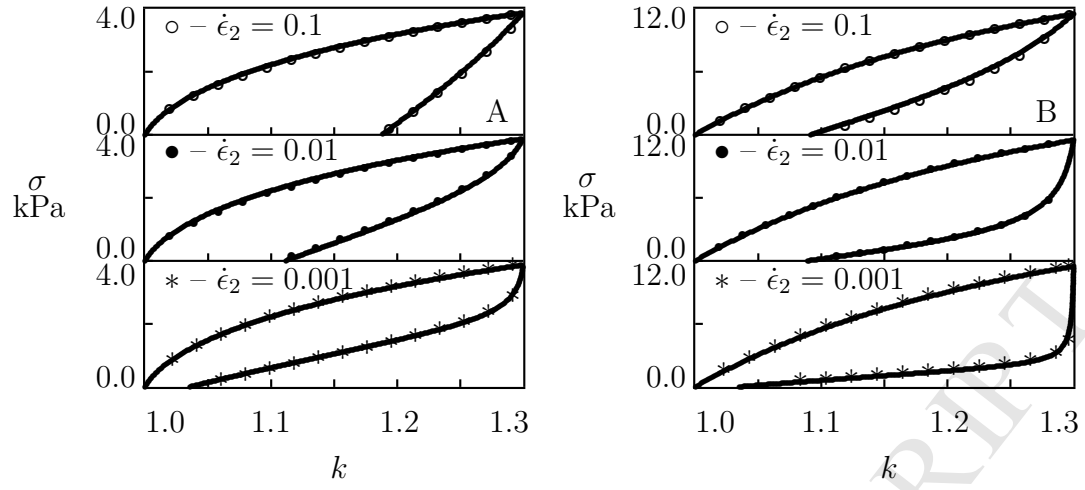 4.0
○ – ϵ̇₂ = 0.1
A
0.0
4.0
● – ϵ̇₂ = 0.01
σ
kPa
0.0
4.0
∗ – ϵ̇₂ = 0.001
0.0
1.0 1.1 1.2 1.3
k
12.0
○ – ϵ̇₂ = 0.1
B
0.0
12.0
● – ϵ̇₂ = 0.01
σ
kPa
0.0
12.0
∗ – ϵ̇₂ = 0.001
0.0
1.0 1.1 1.2 1.3
k
RIPT